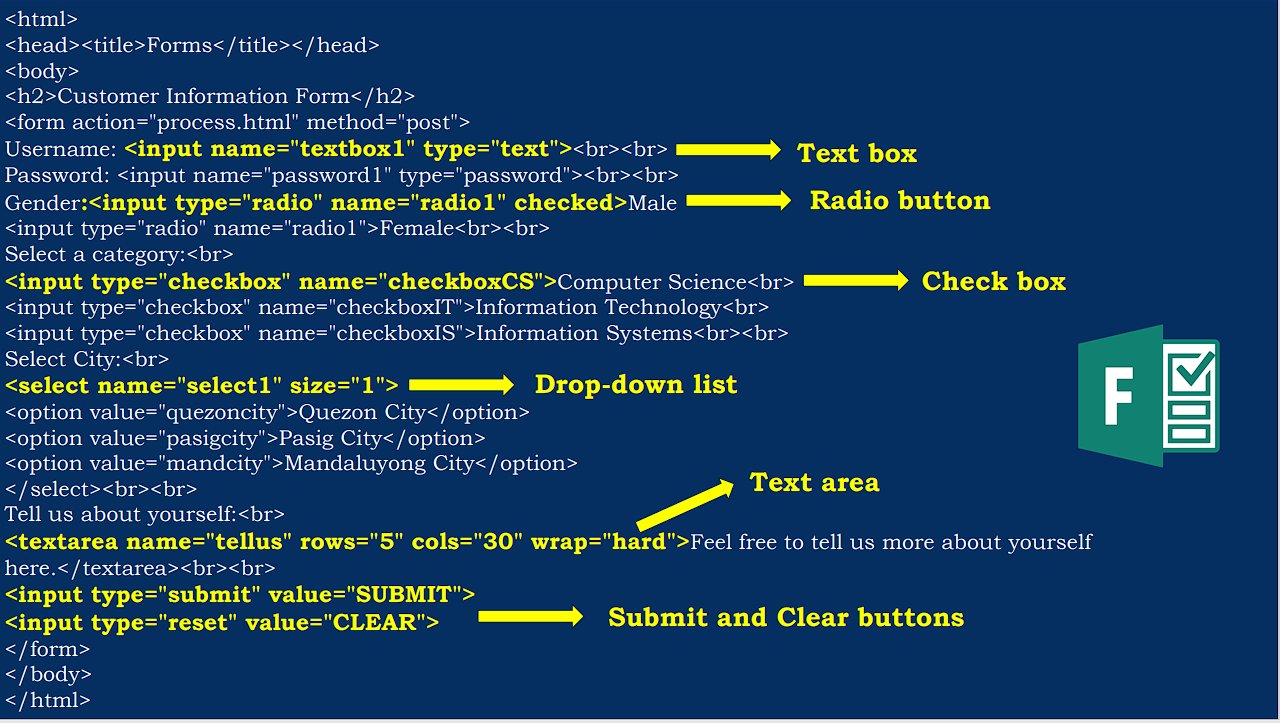 <html>
<head><title>Forms</title></head>
<body>
<h2>Customer Information Form</h2>
<form action="process.html" method="post">
Username: <input name="textbox1" type="text"><br><br> Text box
Password: <input name="password1" type="password"><br><br>
Gender:<input type="radio" name="radio1" checked>Male Radio button
<input type="radio" name="radio1">Female<br><br>
Select a category:<br>
<input type="checkbox" name="checkboxCS">Computer Science<br> Check box
<input type="checkbox" name="checkboxIT">Information Technology<br>
<input type="checkbox" name="checkboxIS">Information Systems<br><br>
Select City:<br>
<select name="select1" size="1"> Drop-down list
<option value="quezoncity">Quezon City</option>
<option value="pasigcity">Pasig City</option>
<option value="mandcity">Mandaluyong City</option>
</select><br><br>
Text area
Tell us about yourself:<br>
<textarea name="tellus" rows="5" cols="30" wrap="hard">Feel free to tell us more about yourself
here.</textarea><br><br>
<input type="submit" value="SUBMIT">
<input type="reset" value="CLEAR"> Submit and Clear buttons
</form>
</body>
</html>
F